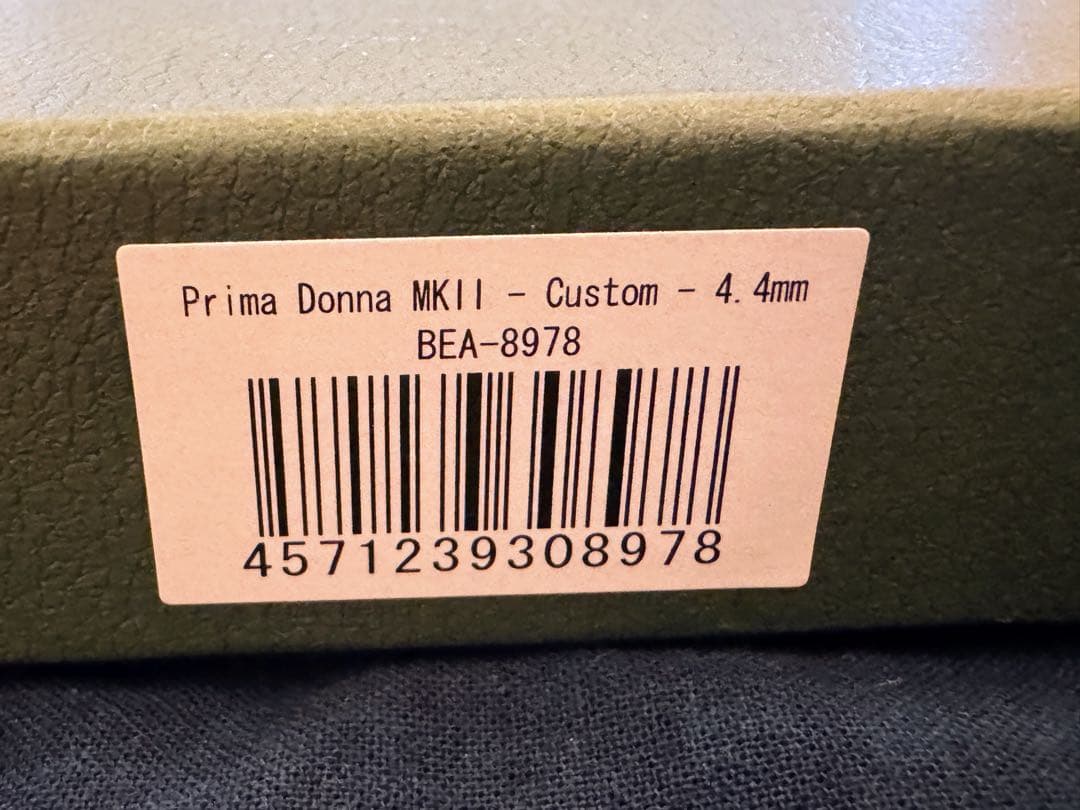 Prima Donna MKII - Custom - 4.4mm
BEA-8978
4571239308978